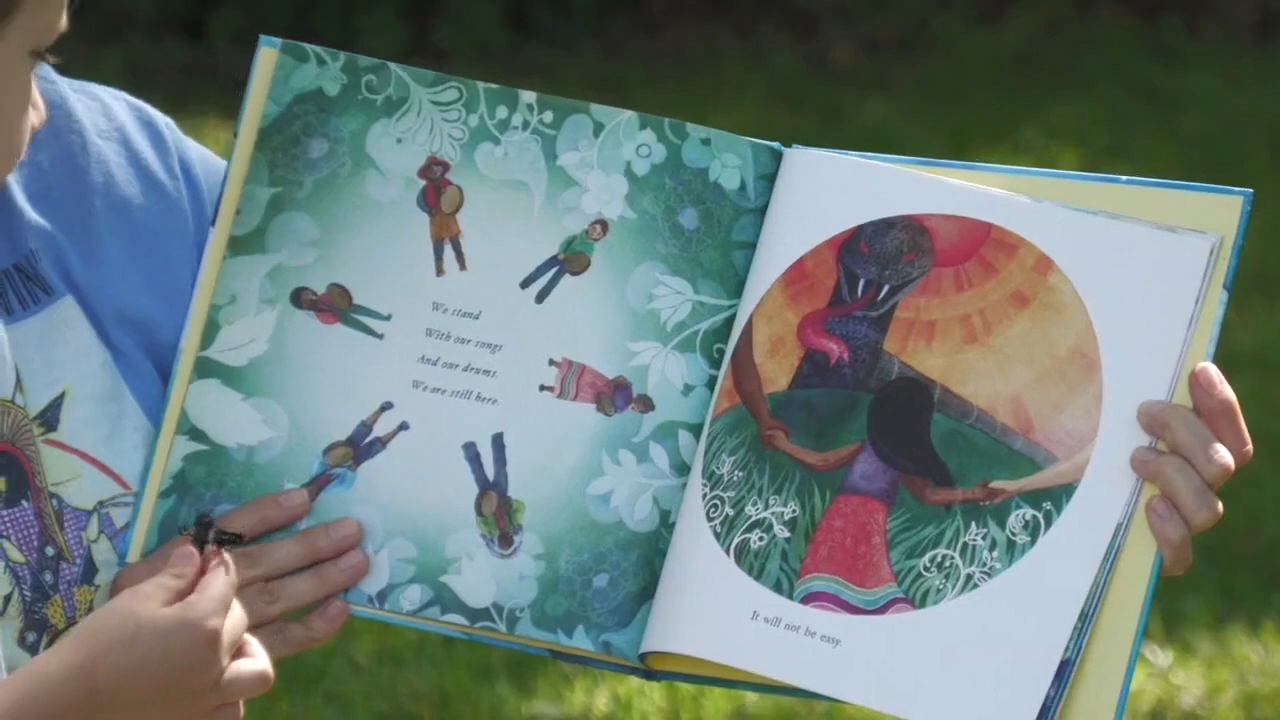 We stand
With our songs
And our drums.
We are still here.
It will not be easy.